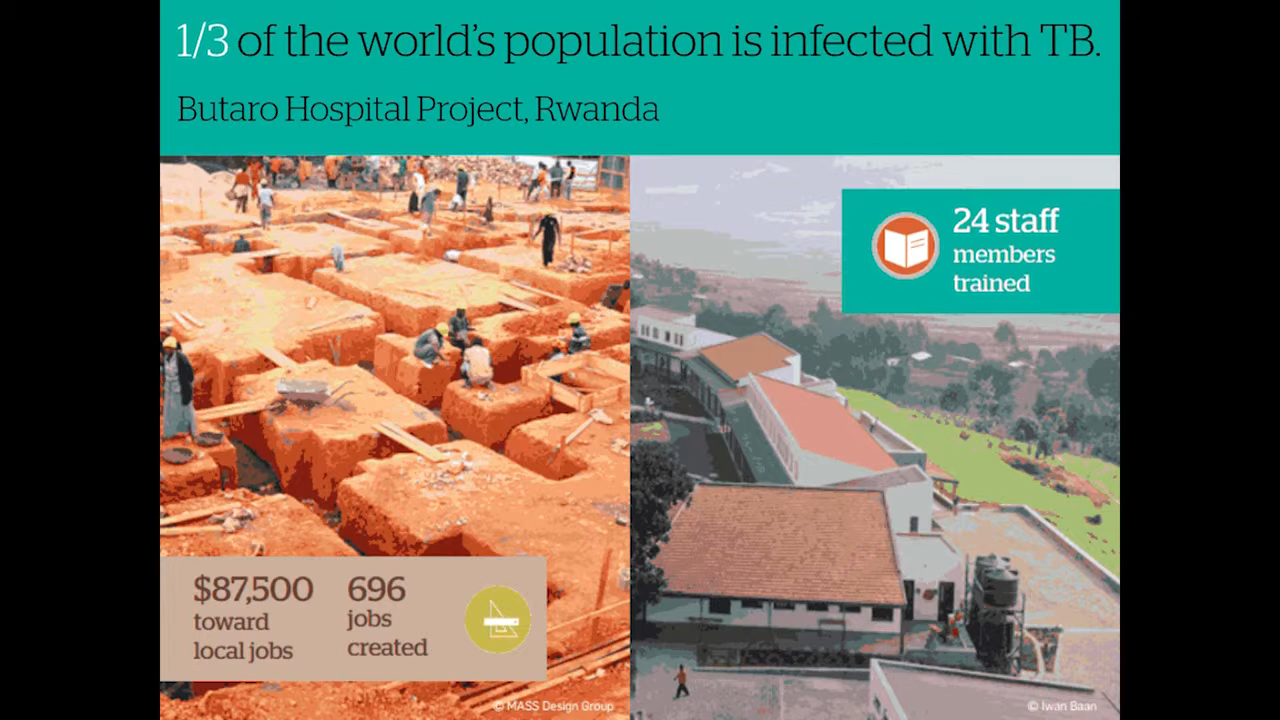 1/3 of the world's population is infected with TB.
Butaro Hospital Project, Rwanda
24 staff
members
trained
$87,500
toward
local jobs
696
jobs
created
© MASS Design Group
© Iwan Baan